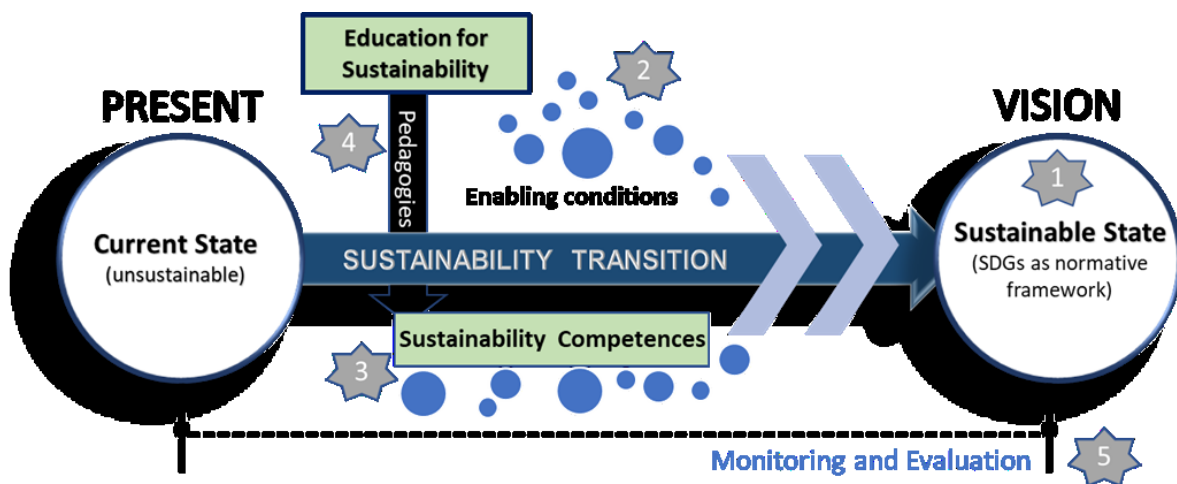 Education for
Sustainability
2
PRESENT
VISION
4
Pedagogies
1
Enabling conditions
Current State
(unsustainable)
SUSTAINABILITY TRANSITION
Sustainable State
(SDGs as normative
framework)
Sustainability Competences
3
Monitoring and Evaluation
5